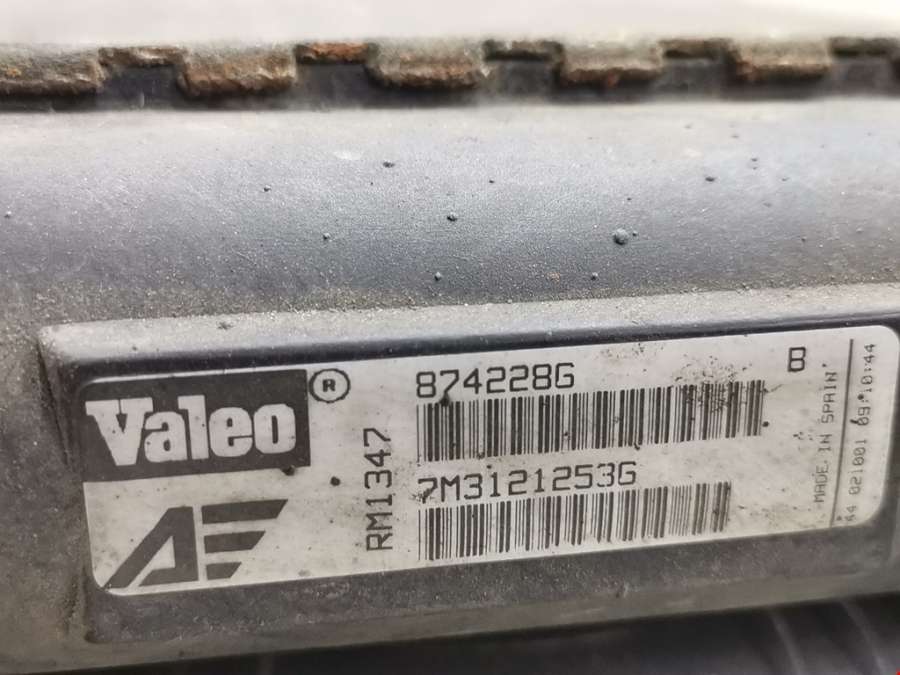 Valeo ®
RM1347
874228G
7M3121253G
B
MADE IN SPAIN
021001 09:10:44